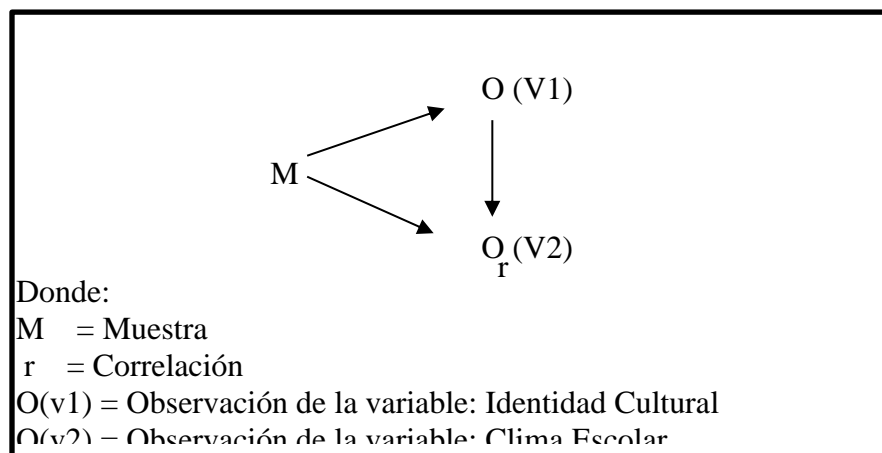 O (V1)
M
O (V2)
r
Donde:
M = Muestra
r = Correlación
O(v1) = Observación de la variable: Identidad Cultural
O(v2) = Observación de la variable: Clima Escolar